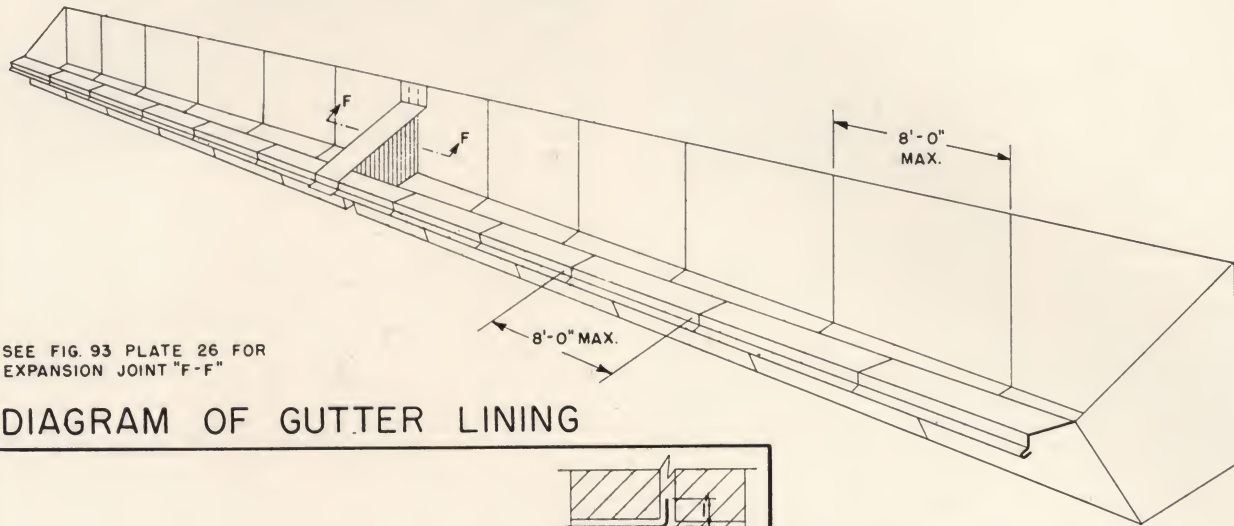 F
F
8'-0"
MAX.
8'-0" MAX.
SEE FIG. 93 PLATE 26 FOR
EXPANSION JOINT "F-F"
DIAGRAM OF GUTTER LINING